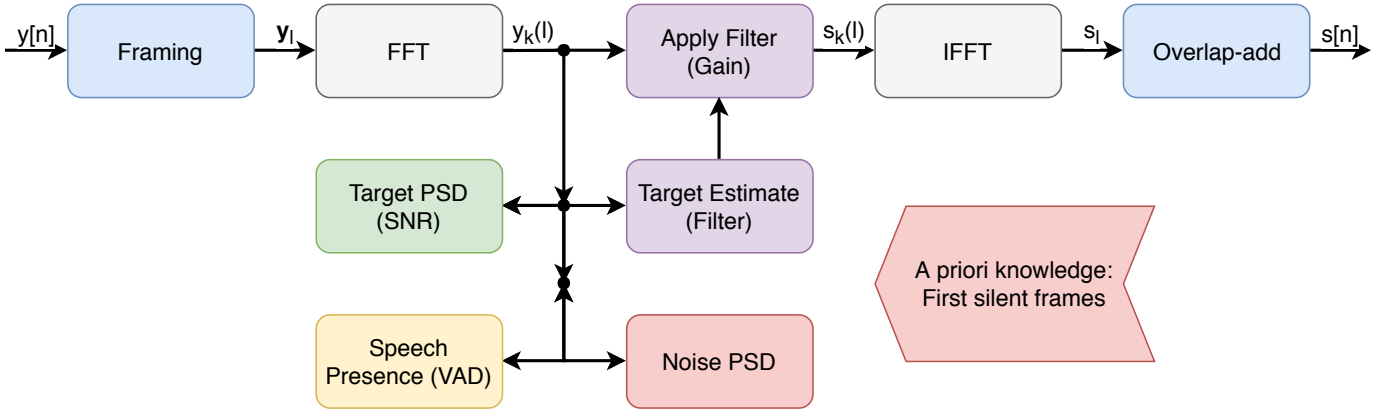 y[n]
Framing
y_l
FFT
y_k(l)
Apply Filter
(Gain)
s_k(l)
IFFT
s_l
Overlap-add
s[n]
Target PSD
(SNR)
Target Estimate
(Filter)
A priori knowledge:
First silent frames
Speech
Presence (VAD)
Noise PSD